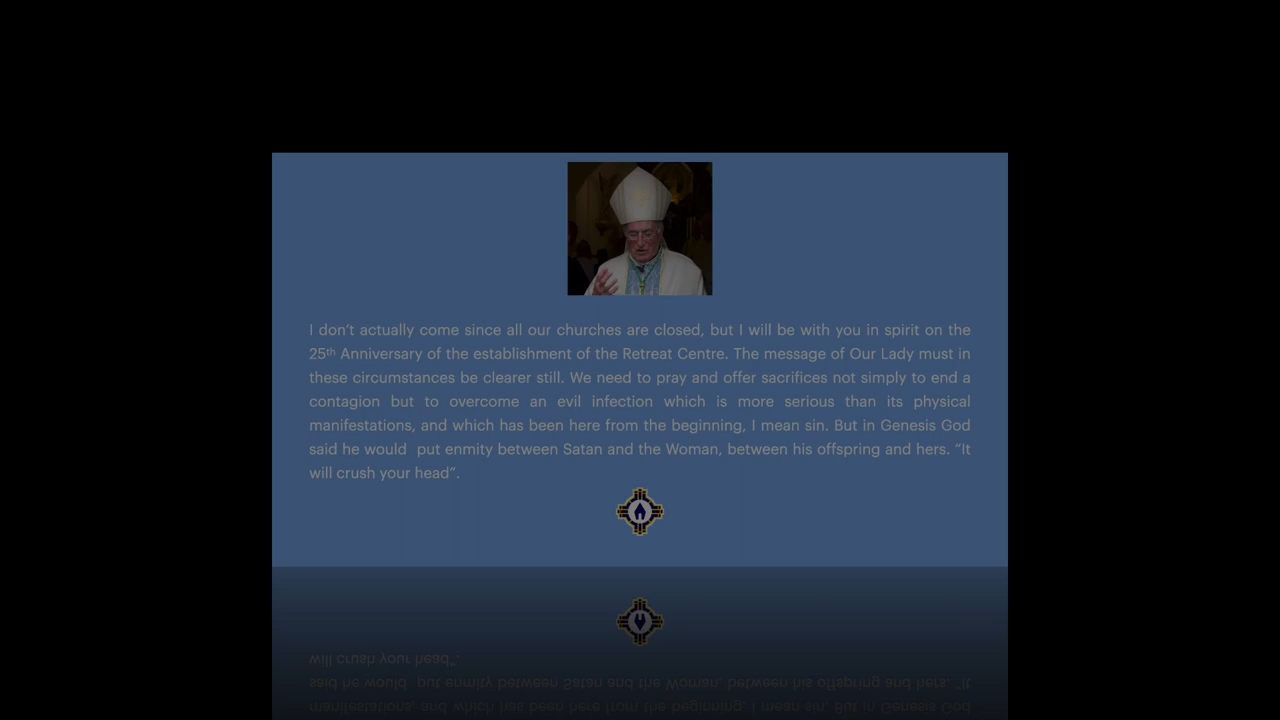 I don’t actually come since all our churches are closed, but I will be with you in spirit on the
25th Anniversary of the establishment of the Retreat Centre. The message of Our Lady must in
these circumstances be clearer still. We need to pray and offer sacrifices not simply to end a
contagion but to overcome an evil infection which is more serious than its physical
manifestations, and which has been here from the beginning, I mean sin. But in Genesis God
said he would  put enmity between Satan and the Woman, between his offspring and hers. “It
will crush your head”.